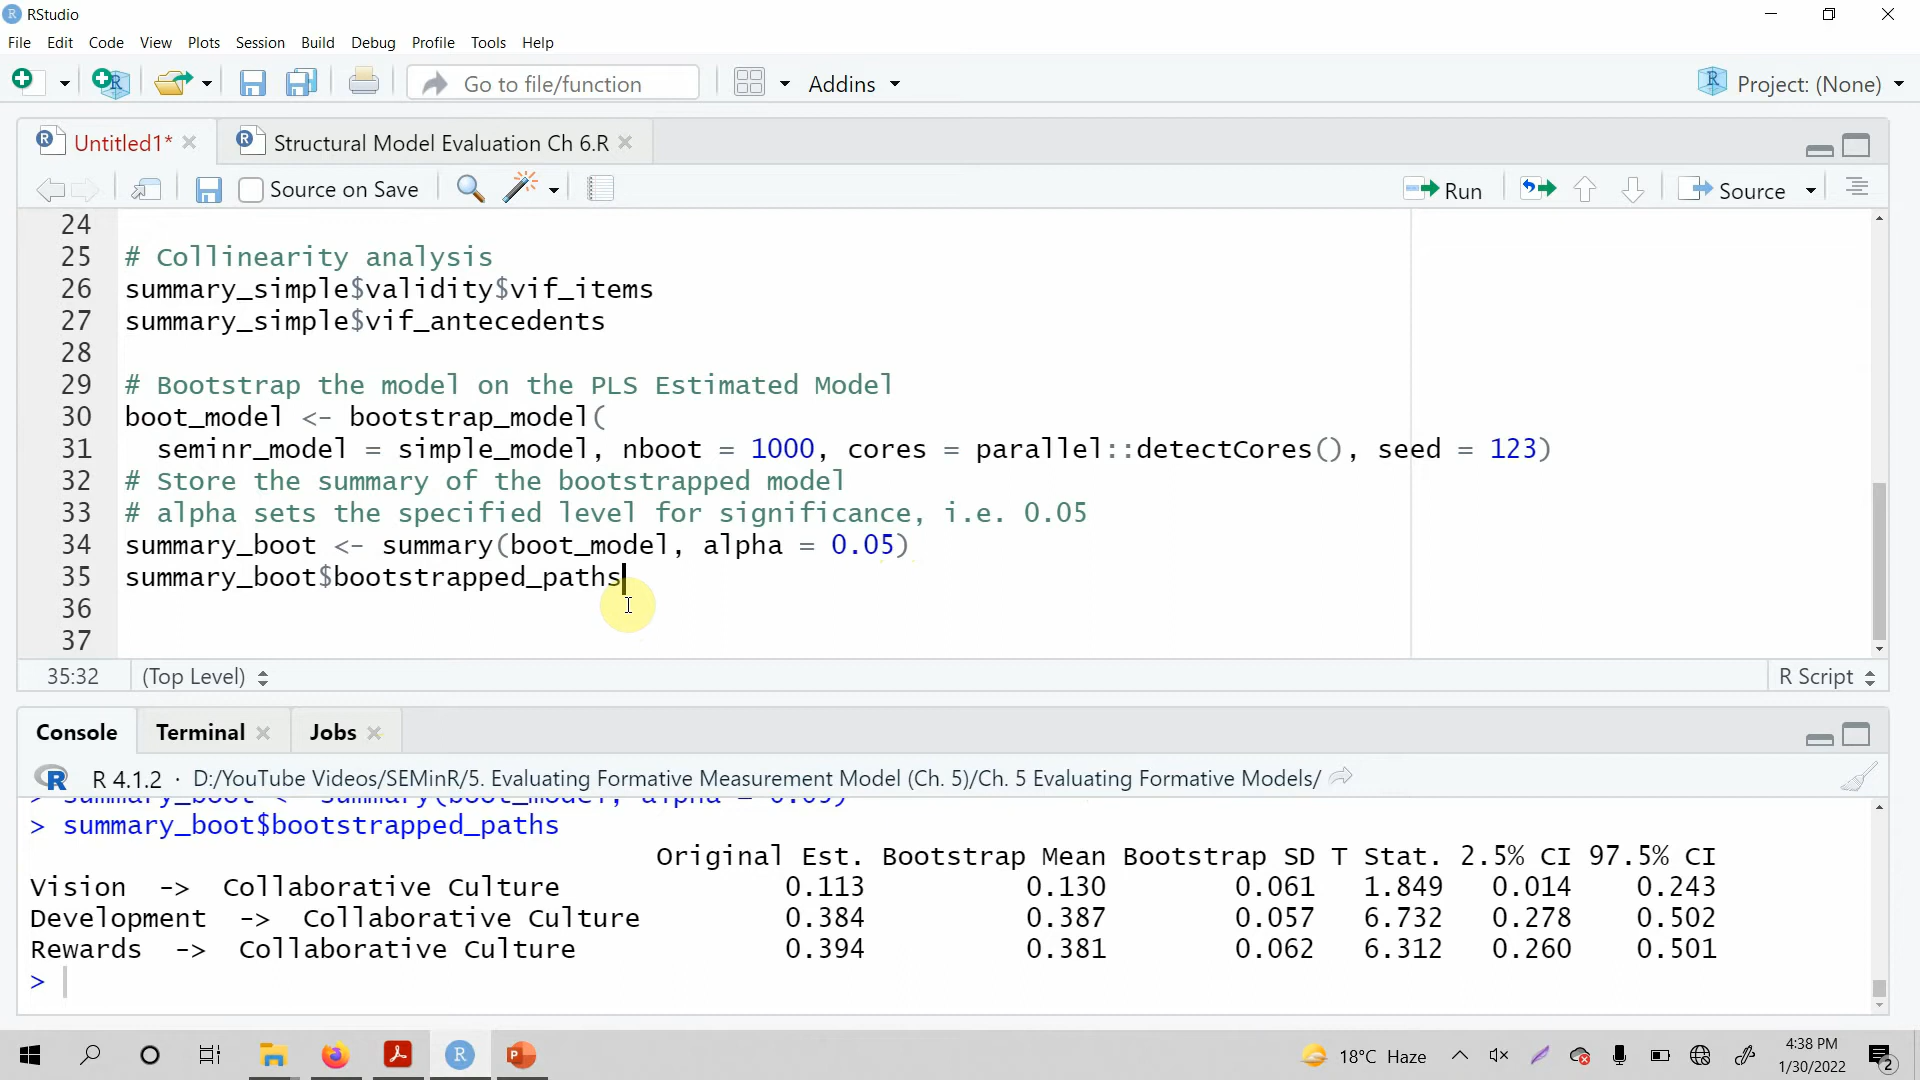 RStudio
File Edit Code View Plots Session Build Debug Profile Tools Help
Go to file/function Addins Project: (None)
Untitled1* Structural Model Evaluation Ch 6.R
Source on Save Run Source
24
25 # Collinearity analysis
26 summary_simple$validity$vif_items
27 summary_simple$vif_antecedents
28
29 # Bootstrap the model on the PLS Estimated Model
30 boot_model <- bootstrap_model(
31 seminr_model = simple_model, nboot = 1000, cores = parallel::detectCores(), seed = 123)
32 # Store the summary of the bootstrapped model
33 # alpha sets the specified level for significance, i.e. 0.05
34 summary_boot <- summary(boot_model, alpha = 0.05)
35 summary_boot$bootstrapped_paths
36
37
35:32 (Top Level) R Script
Console Terminal Jobs
R 4.1.2 · D:/YouTube Videos/SEMinR/5. Evaluating Formative Measurement Model (Ch. 5)/Ch. 5 Evaluating Formative Models/
> summary_boot <- summary(boot_model, alpha = 0.05)
> summary_boot$bootstrapped_paths
Original Est. Bootstrap Mean Bootstrap SD T Stat. 2.5% CI 97.5% CI
Vision -> Collaborative Culture 0.113 0.130 0.061 1.849 0.014 0.243
Development -> Collaborative Culture 0.384 0.387 0.057 6.732 0.278 0.502
Rewards -> Collaborative Culture 0.394 0.381 0.062 6.312 0.260 0.501
>
18°C Haze 4:38 PM
1/30/2022 2